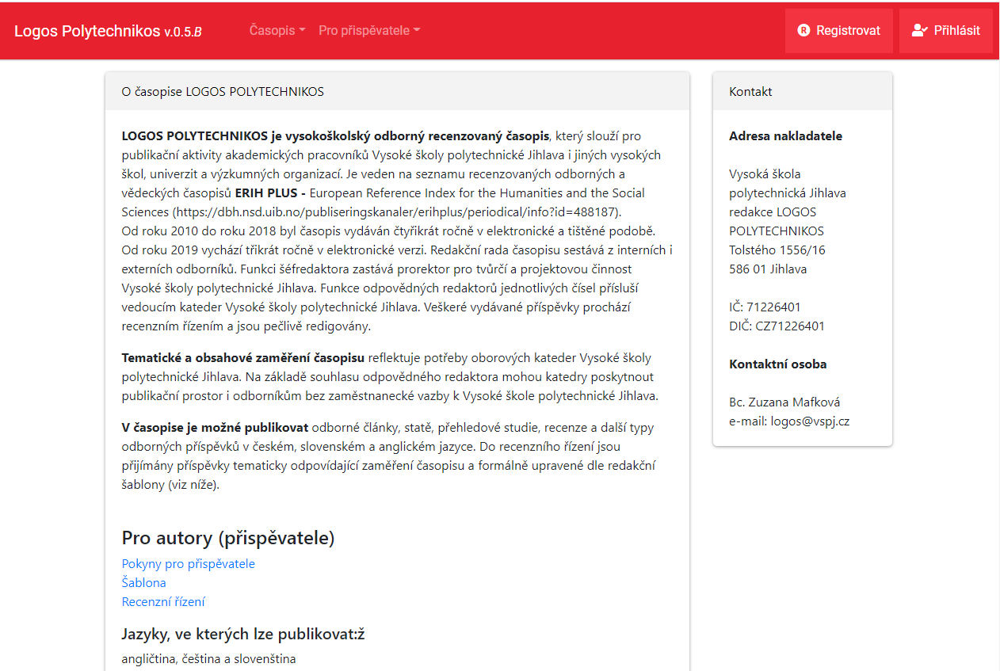 Logos Polytechnikos v.0.5.B
Časopis
Pro přispěvatele
Registrovat
Přihlásit
O časopise LOGOS POLYTECHNIKOS
LOGOS POLYTECHNIKOS je vysokoškolský odborný recenzovaný časopis, který slouží pro
publikační aktivity akademických pracovníků Vysoké školy polytechnické Jihlava i jiných vysokých
škol, univerzit a výzkumných organizací. Je veden na seznamu recenzovaných odborných a
vědeckých časopisů ERIH PLUS - European Reference Index for the Humanities and the Social
Sciences (https://dbh.nsd.uib.no/publiseringskanaler/erihplus/periodical/info?id=488187).
Od roku 2010 do roku 2018 byl časopis vydáván čtyřikrát ročně v elektronické a tištěné podobě.
Od roku 2019 vychází třikrát ročně v elektronické verzi. Redakční rada časopisu sestává z interních i
externích odborníků. Funkci šéfredaktora zastává prorektor pro tvůrčí a projektovou činnost
Vysoké školy polytechnické Jihlava. Funkce odpovědných redaktorů jednotlivých čísel přísluší
vedoucím kateder Vysoké školy polytechnické Jihlava. Veškeré vydávané příspěvky prochází
recenzním řízením a jsou pečlivě redigovány.
Tematické a obsahové zaměření časopisu reflektuje potřeby oborových kateder Vysoké školy
polytechnické Jihlava. Na základě souhlasu odpovědného redaktora mohou katedry poskytnout
publikační prostor i odborníkům bez zaměstnanecké vazby k Vysoké škole polytechnické Jihlava.
V časopise je možné publikovat odborné články, statě, přehledové studie, recenze a další typy
odborných příspěvků v českém, slovenském a anglickém jazyce. Do recenzního řízení jsou
přijímány příspěvky tematicky odpovídající zaměření časopisu a formálně upravené dle redakční
šablony (viz níže).
Pro autory (přispěvatele)
Pokyny pro přispěvatele
Šablona
Recenzní řízení
Jazyky, ve kterých lze publikovat:ž
angličtina, čeština a slovenština
Kontakt
Adresa nakladatele
Vysoká škola
polytechnická Jihlava
redakce LOGOS
POLYTECHNIKOS
Tolstého 1556/16
586 01 Jihlava
IČ: 71226401
DIČ: CZ71226401
Kontaktní osoba
Bc. Zuzana Mafková
e-mail: logos@vspj.cz